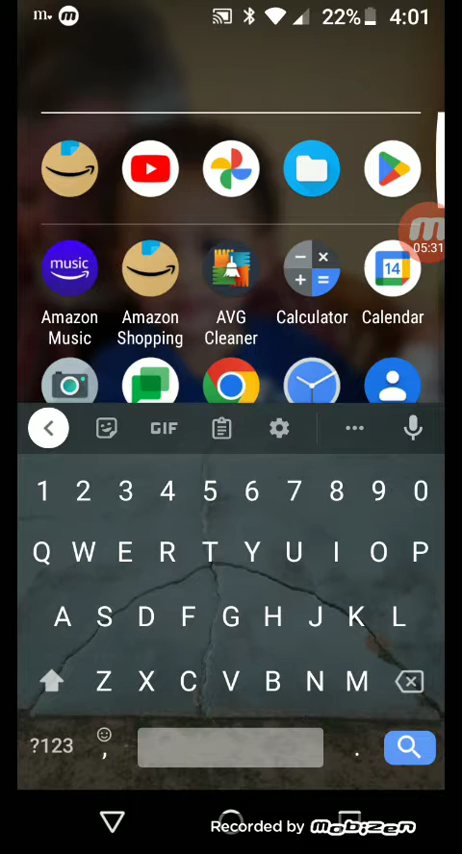 m 22% 4:01
m
05:31
music
14
Amazon Music
Amazon Shopping
AVG Cleaner
Calculator
Calendar
GIF
1 2 3 4 5 6 7 8 9 0
Q W E R T Y U I O P
A S D F G H J K L
Z X C V B N M
?123 , .
Recorded by mobizen